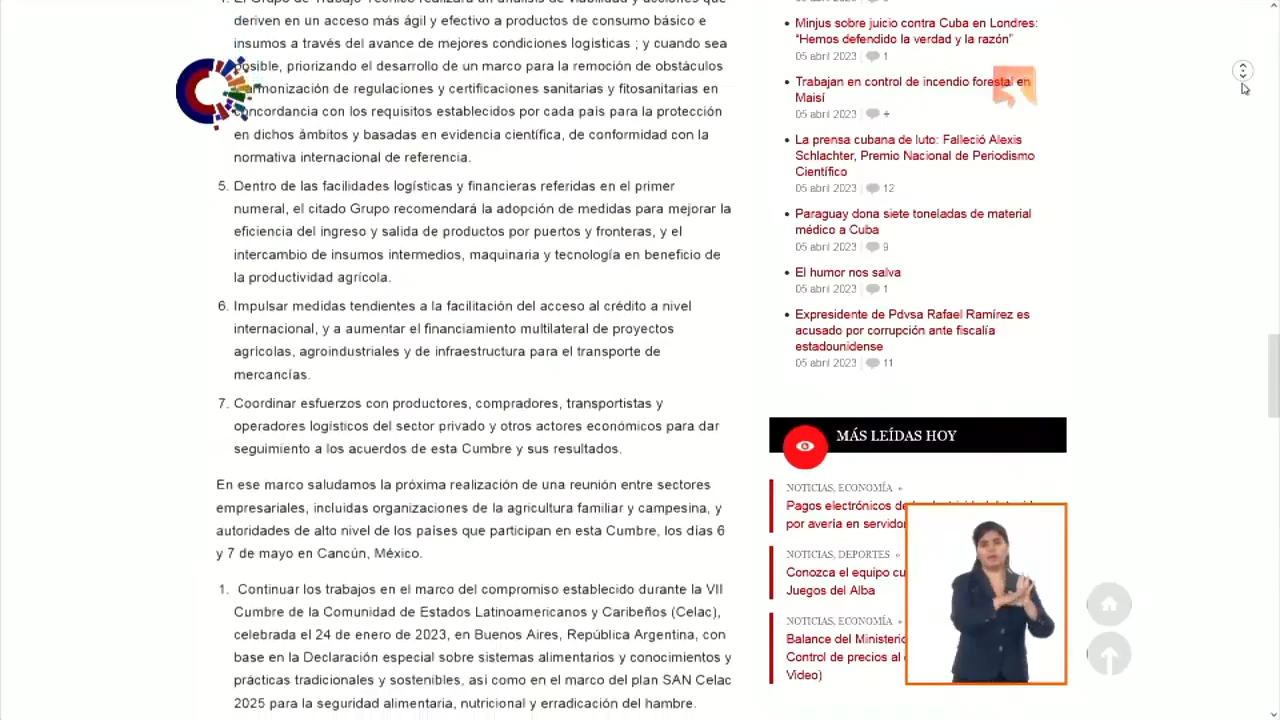 4. El Grupo de Trabajo Técnico realizará un análisis de viabilidad y acciones que
deriven en un acceso más ágil y efectivo a productos de consumo básico e
insumos a través del avance de mejores condiciones logísticas ; y cuando sea
posible, priorizando el desarrollo de un marco para la remoción de obstáculos
armonización de regulaciones y certificaciones sanitarias y fitosanitarias en
concordancia con los requisitos establecidos por cada país para la protección
en dichos ámbitos y basadas en evidencia científica, de conformidad con la
normativa internacional de referencia.
5. Dentro de las facilidades logísticas y financieras referidas en el primer
numeral, el citado Grupo recomendará la adopción de medidas para mejorar la
eficiencia del ingreso y salida de productos por puertos y fronteras, y el
intercambio de insumos intermedios, maquinaria y tecnología en beneficio de
la productividad agrícola.
6. Impulsar medidas tendientes a la facilitación del acceso al crédito a nivel
internacional, y a aumentar el financiamiento multilateral de proyectos
agrícolas, agroindustriales y de infraestructura para el transporte de
mercancías.
7. Coordinar esfuerzos con productores, compradores, transportistas y
operadores logísticos del sector privado y otros actores económicos para dar
seguimiento a los acuerdos de esta Cumbre y sus resultados.
En ese marco saludamos la próxima realización de una reunión entre sectores
empresariales, incluidas organizaciones de la agricultura familiar y campesina, y
autoridades de alto nivel de los países que participan en esta Cumbre, los días 6
y 7 de mayo en Cancún, México.
1. Continuar los trabajos en el marco del compromiso establecido durante la VII
Cumbre de la Comunidad de Estados Latinoamericanos y Caribeños (Celac),
celebrada el 24 de enero de 2023, en Buenos Aires, República Argentina, con
base en la Declaración especial sobre sistemas alimentarios y conocimientos y
prácticas tradicionales y sostenibles, así como en el marco del plan SAN Celac
2025 para la seguridad alimentaria, nutricional y erradicación del hambre.
Minjus sobre juicio contra Cuba en Londres:
“Hemos defendido la verdad y la razón”
05 abril 2023 | 1
Trabajan en control de incendio forestal en
Maisí
05 abril 2023 | +
La prensa cubana de luto: Falleció Alexis
Schlachter, Premio Nacional de Periodismo
Científico
05 abril 2023 | 12
Paraguay dona siete toneladas de material
médico a Cuba
05 abril 2023 | 9
El humor nos salva
05 abril 2023 | 1
Expresidente de Pdvsa Rafael Ramírez es
acusado por corrupción ante fiscalía
estadounidense
05 abril 2023 | 11
MÁS LEÍDAS HOY
NOTICIAS, ECONOMÍA +
Pagos electrónicos de
por avería en servidor
NOTICIAS, DEPORTES +
Conozca el equipo cu
Juegos del Alba
NOTICIAS, ECONOMÍA +
Balance del Ministerio
Control de precios al
Video)